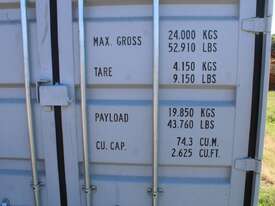 MAX. GROSS 24.000 KGS
52.910 LBS
TARE 4.150 KGS
9.150 LBS
PAYLOAD 19.850 KGS
43.760 LBS
CU. CAP. 74,3 CU.M.
2.625 CU.FT.